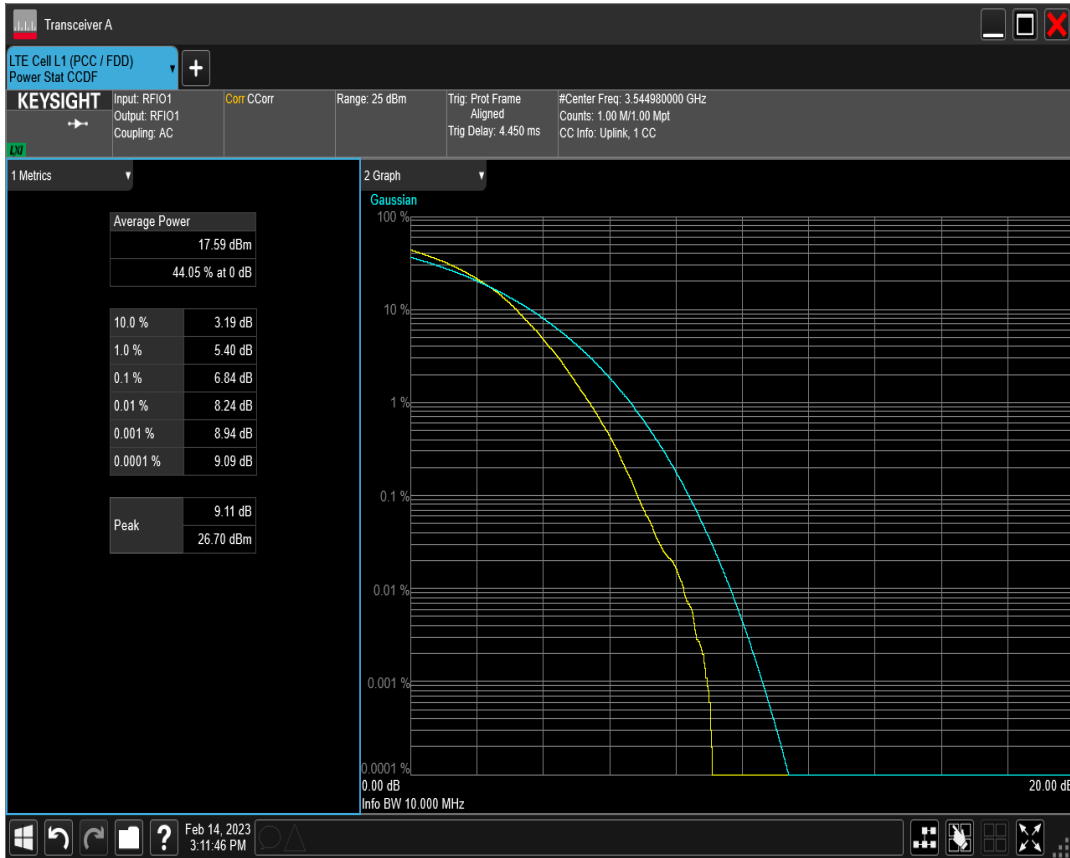 Transceiver A
LTE Cell L1 (PCC / FDD)
Power Stat CCDF
+
KEYSIGHT
LXI
Input: RFIO1
Output: RFIO1
Coupling: AC
Corr CCorr
Range: 25 dBm
Trig: Prot Frame
Aligned
Trig Delay: 4.450 ms
#Center Freq: 3.544980000 GHz
Counts: 1.00 M/1.00 Mpt
CC Info: Uplink, 1 CC
1 Metrics
Average Power
17.59 dBm
44.05 % at 0 dB
10.0 % 3.19 dB
1.0 % 5.40 dB
0.1 % 6.84 dB
0.01 % 8.24 dB
0.001 % 8.94 dB
0.0001 % 9.09 dB
Peak
9.11 dB
26.70 dBm
2 Graph
Gaussian
100 %
10 %
1 %
0.1 %
0.01 %
0.001 %
0.0001 %
0.00 dB 20.00 dB
Info BW 10.000 MHz
?
Feb 14, 2023
3:11:46 PM